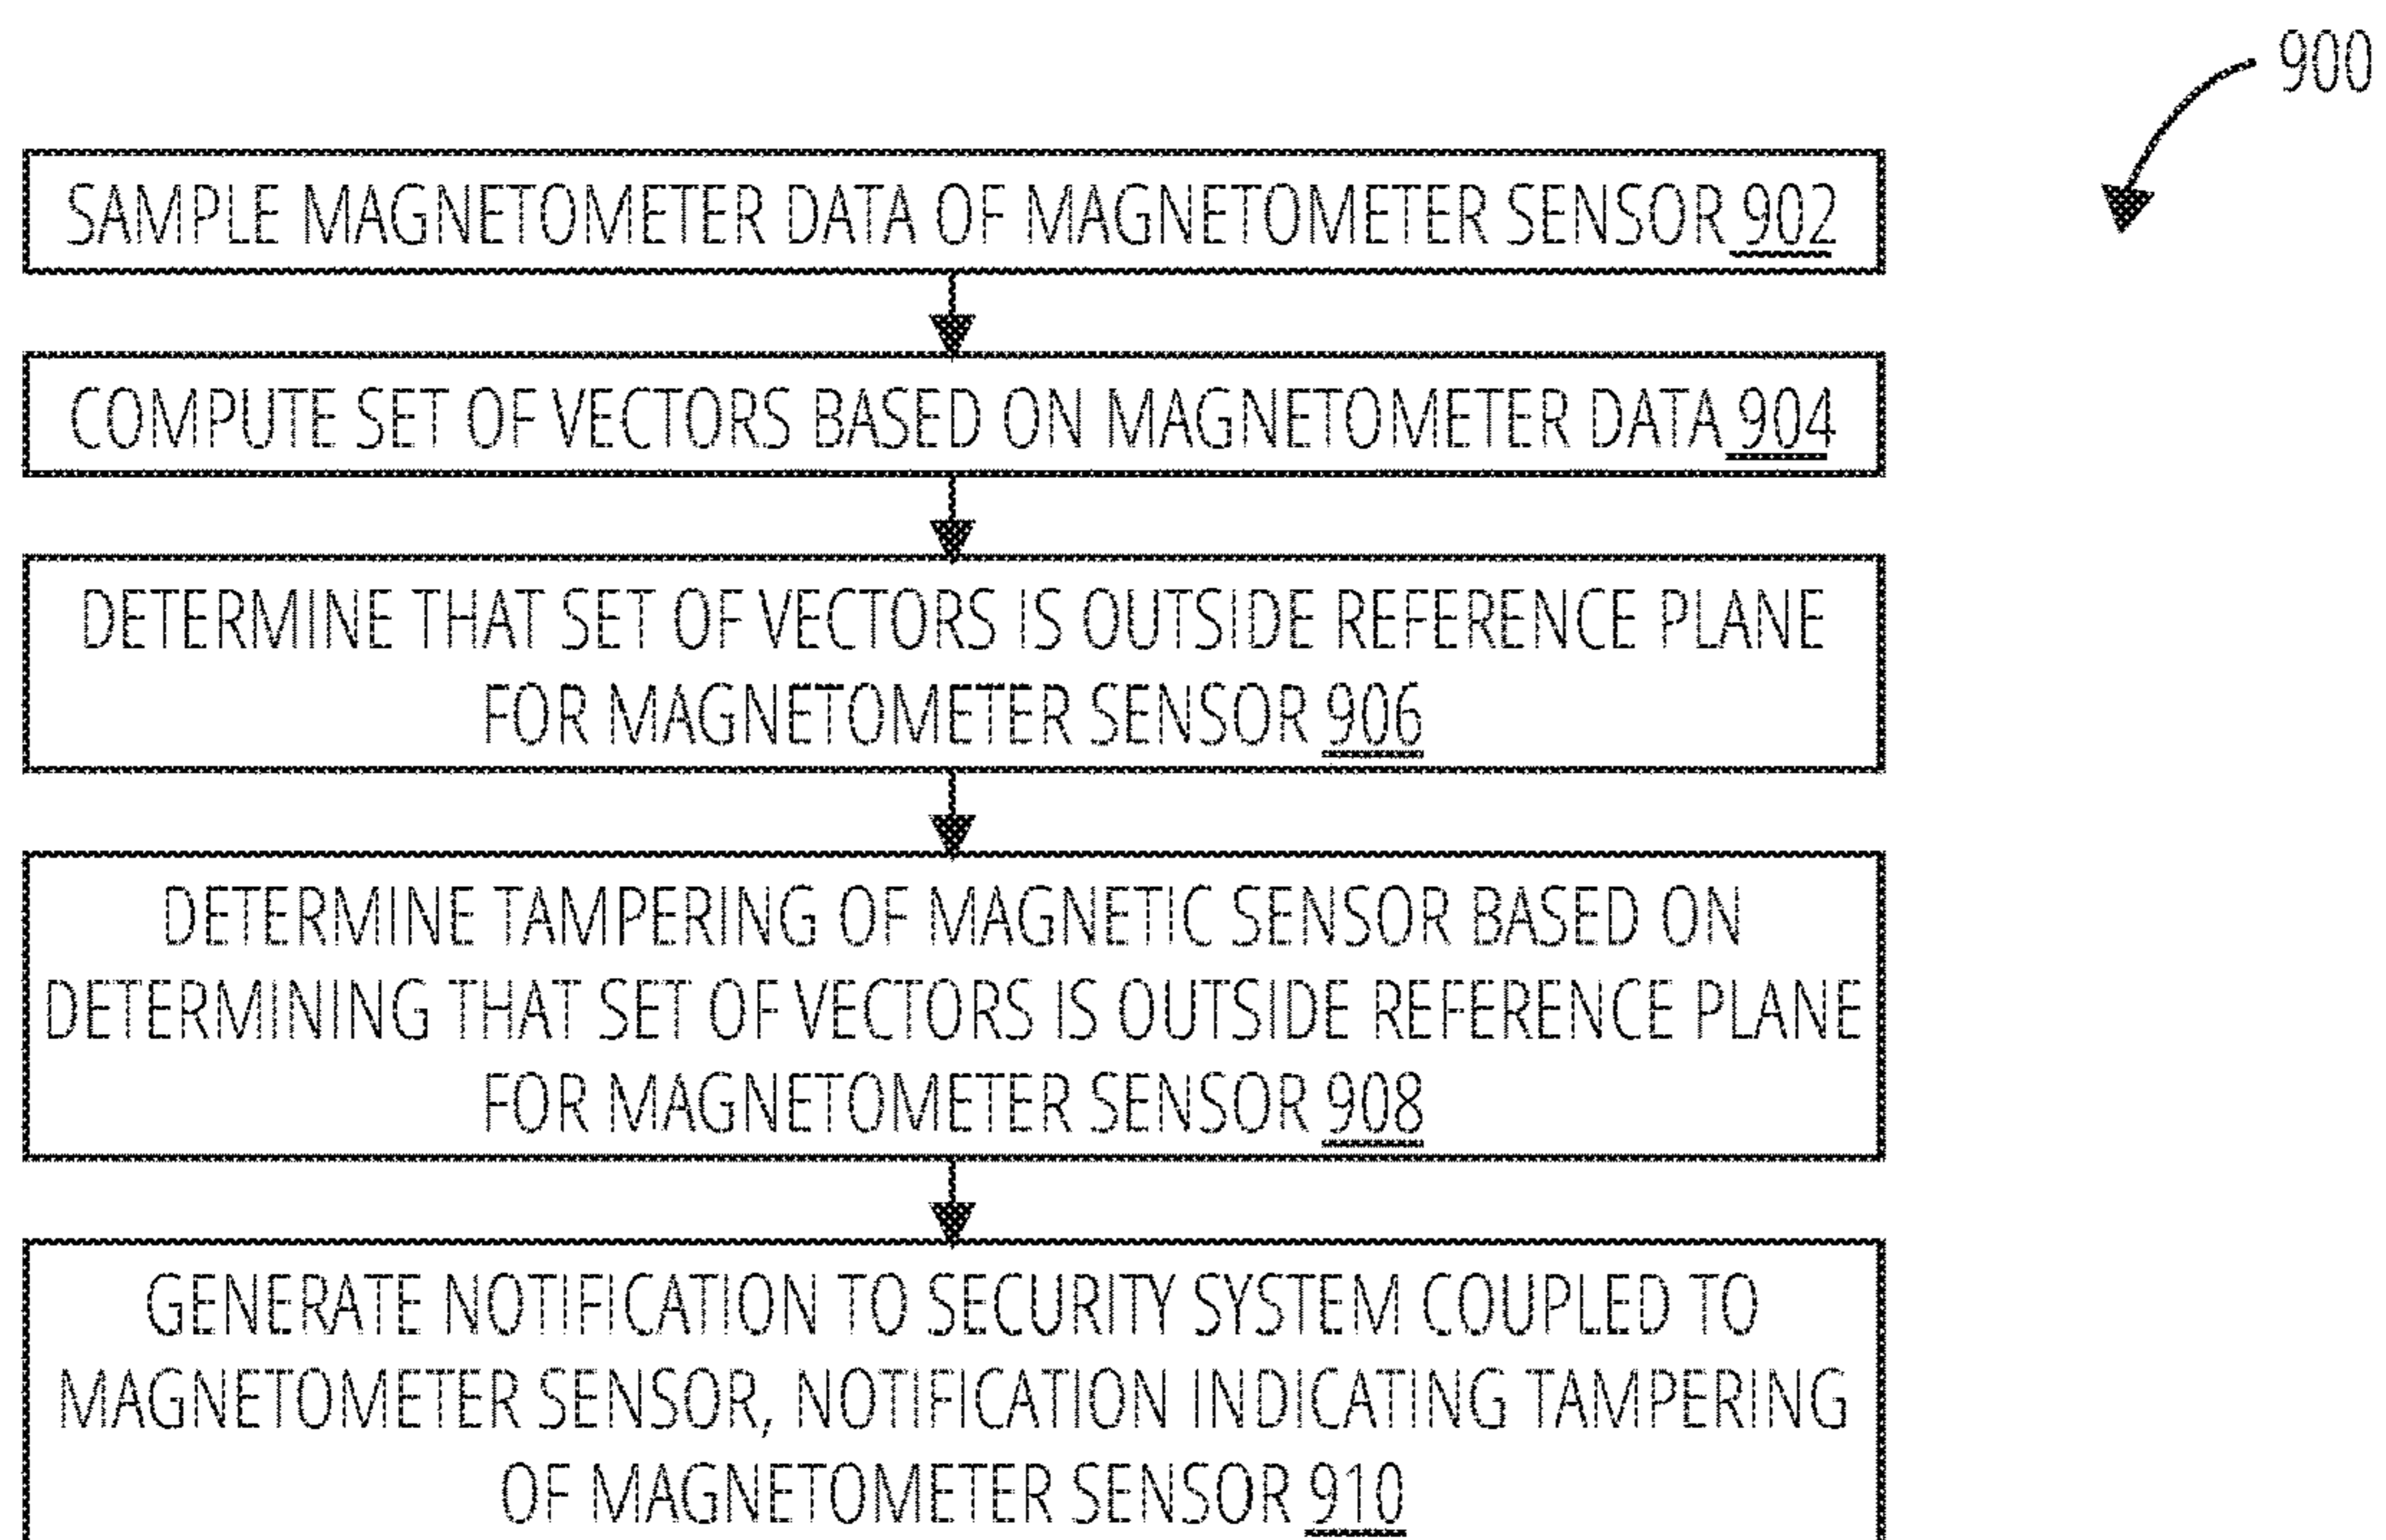 900
SAMPLE MAGNETOMETER DATA OF MAGNETOMETER SENSOR 902
COMPUTE SET OF VECTORS BASED ON MAGNETOMETER DATA 904
DETERMINE THAT SET OF VECTORS IS OUTSIDE REFERENCE PLANE
FOR MAGNETOMETER SENSOR 906
DETERMINE TAMPERING OF MAGNETIC SENSOR BASED ON
DETERMINING THAT SET OF VECTORS IS OUTSIDE REFERENCE PLANE
FOR MAGNETOMETER SENSOR 908
GENERATE NOTIFICATION TO SECURITY SYSTEM COUPLED TO
MAGNETOMETER SENSOR, NOTIFICATION INDICATING TAMPERING
OF MAGNETOMETER SENSOR 910